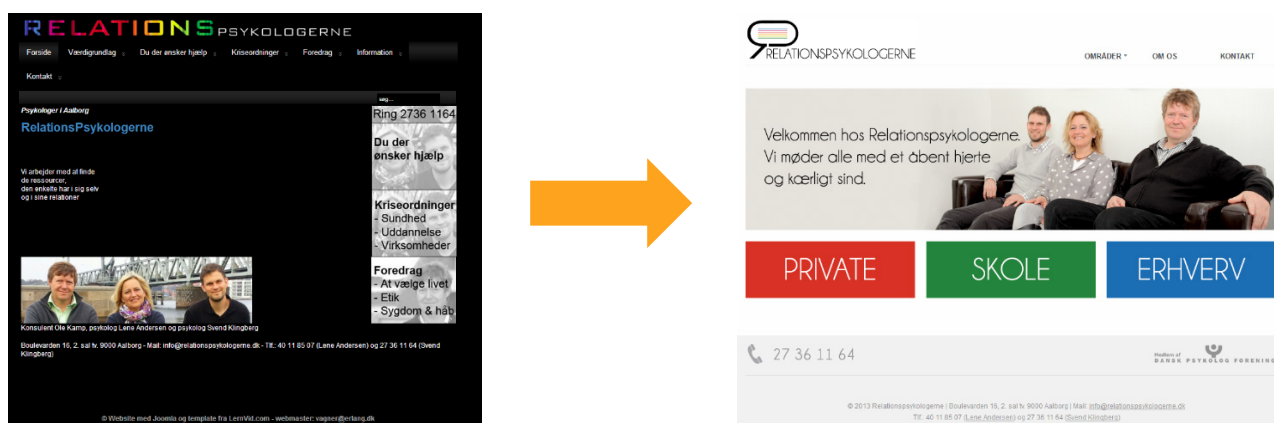 RELATIONSPSYKOLOGERNE
Forside Værdigrundlag Du der ønsker hjælp Kriseordninger Foredrag Information
Kontakt
søg...
Psykologer i Aalborg
RelationsPsykologerne
Vi arbejder med at finde
de ressourcer,
den enkelte har i sig selv
og i sine relationer
Ring 2736 1164
Du der
ønsker hjælp
Kriseordninger
- Sundhed
- Uddannelse
- Virksomheder
Foredrag
- At vælge livet
- Etik
- Sygdom & håb
Konsulent Ole Kamp, psykolog Lene Andersen og psykolog Svend Klingberg
Boulevarden 16, 2. sal tv. 9000 Aalborg - Mail: info@relationspsykologerne.dk - Tlf.: 40 11 85 07 (Lene Andersen) og 27 36 11 64 (Svend
Klingberg)
© Website med Joomla og template fra LernVid.com - webmaster: vagner@erlang.dk
RELATIONSPSYKOLOGERNE
OMRÅDER OM OS KONTAKT
Velkommen hos Relationspsykologerne.
Vi møder alle med et åbent hjerte
og kærligt sind.
PRIVATE SKOLE ERHVERV
27 36 11 64
Medlem af
DANSK PSYKOLOG FORENING
© 2013 Relationspsykologerne | Boulevarden 16, 2. sal tv. 9000 Aalborg | Mail: info@relationspsykologerne.dk
Tlf.: 40 11 85 07 (Lene Andersen) og 27 36 11 64 (Svend Klingberg)